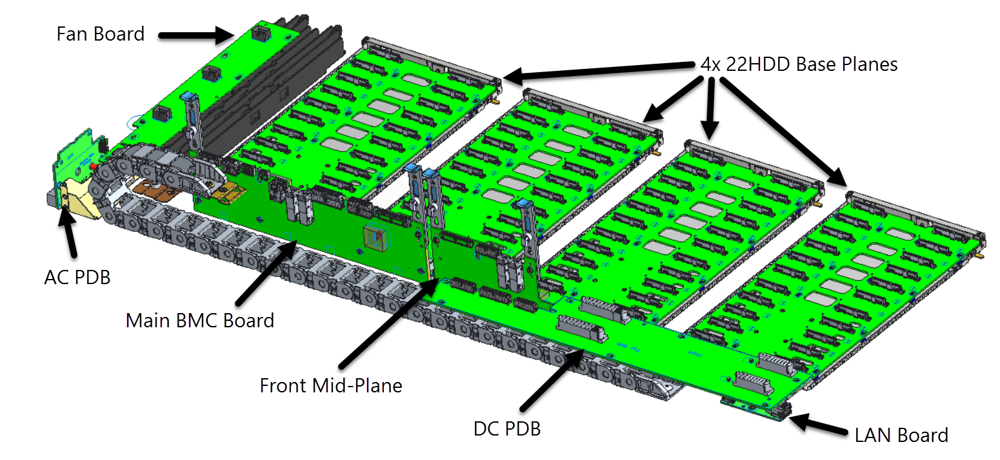 Fan Board
4x 22HDD Base Planes
AC PDB
Main BMC Board
Front Mid-Plane
DC PDB
LAN Board